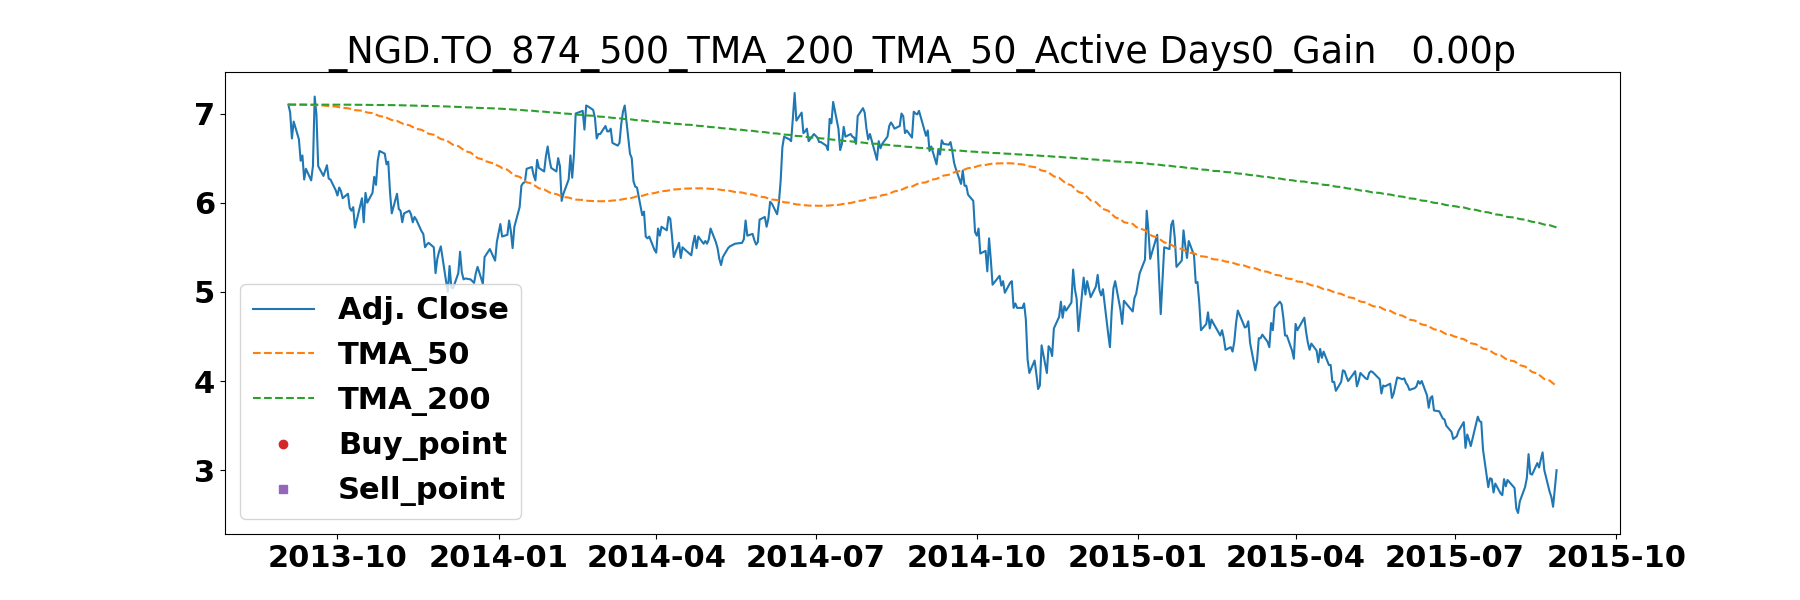 _NGD.TO_874_500_TMA_200_TMA_50_Active Days0_Gain   0.00p
7
6
5
4
3
Adj. Close
TMA_50
TMA_200
Buy_point
Sell_point
2013-10 2014-01 2014-04 2014-07 2014-10 2015-01 2015-04 2015-07 2015-10